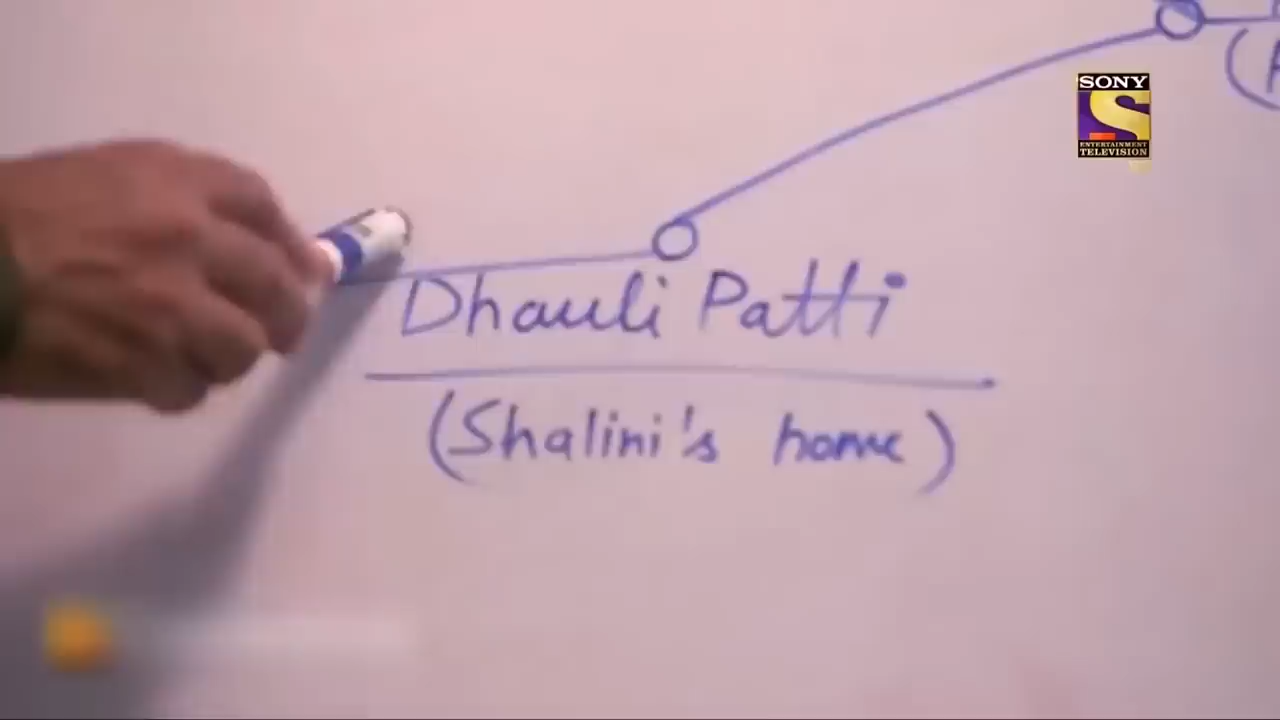 SONY
ENTERTAINMENT
TELEVISION
Dhauli Patti
(Shalini's home)